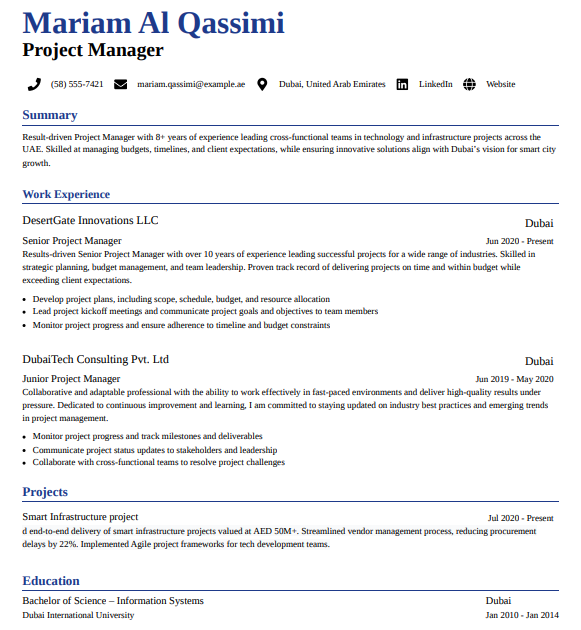 Mariam Al Qassimi
Project Manager
(58) 555-7421 mariam.qassimi@example.ae Dubai, United Arab Emirates LinkedIn Website
Summary
Result-driven Project Manager with 8+ years of experience leading cross-functional teams in technology and infrastructure projects across the
UAE. Skilled at managing budgets, timelines, and client expectations, while ensuring innovative solutions align with Dubai's vision for smart city
growth.
Work Experience
DesertGate Innovations LLC Dubai
Senior Project Manager Jun 2020 - Present
Results-driven Senior Project Manager with over 10 years of experience leading successful projects for a wide range of industries. Skilled in
strategic planning, budget management, and team leadership. Proven track record of delivering projects on time and within budget while
exceeding client expectations.
• Develop project plans, including scope, schedule, budget, and resource allocation
• Lead project kickoff meetings and communicate project goals and objectives to team members
• Monitor project progress and ensure adherence to timeline and budget constraints
DubaiTech Consulting Pvt. Ltd Dubai
Junior Project Manager Jun 2019 - May 2020
Collaborative and adaptable professional with the ability to work effectively in fast-paced environments and deliver high-quality results under
pressure. Dedicated to continuous improvement and learning, I am committed to staying updated on industry best practices and emerging trends
in project management.
• Monitor project progress and track milestones and deliverables
• Communicate project status updates to stakeholders and leadership
• Collaborate with cross-functional teams to resolve project challenges
Projects
Smart Infrastructure project Jul 2020 - Present
d end-to-end delivery of smart infrastructure projects valued at AED 50M+. Streamlined vendor management process, reducing procurement
delays by 22%. Implemented Agile project frameworks for tech development teams.
Education
Bachelor of Science – Information Systems Dubai
Dubai International University Jan 2010 - Jan 2014